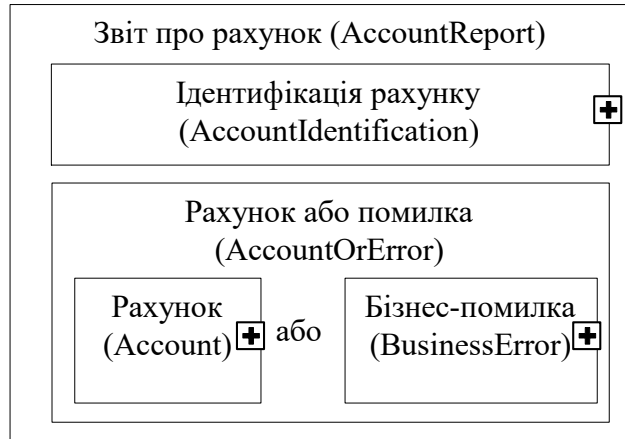 Звіт про рахунок (AccountReport)
Ідентифікація рахунку
(AccountIdentification)
Рахунок або помилка
(AccountOrError)
Рахунок
(Account)
або
Бізнес-помилка
(BusinessError)